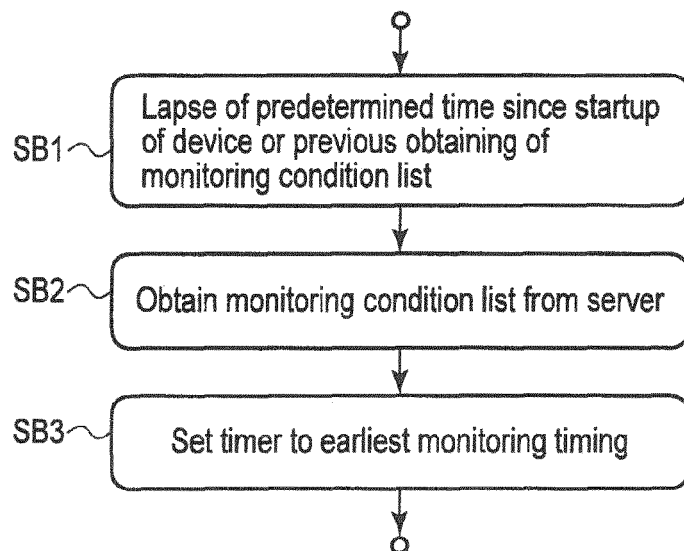 Lapse of predetermined time since startup
SB1 of device or previous obtaining of
monitoring condition list
SB2 Obtain monitoring condition list from server
SB3 Set timer to earliest monitoring timing